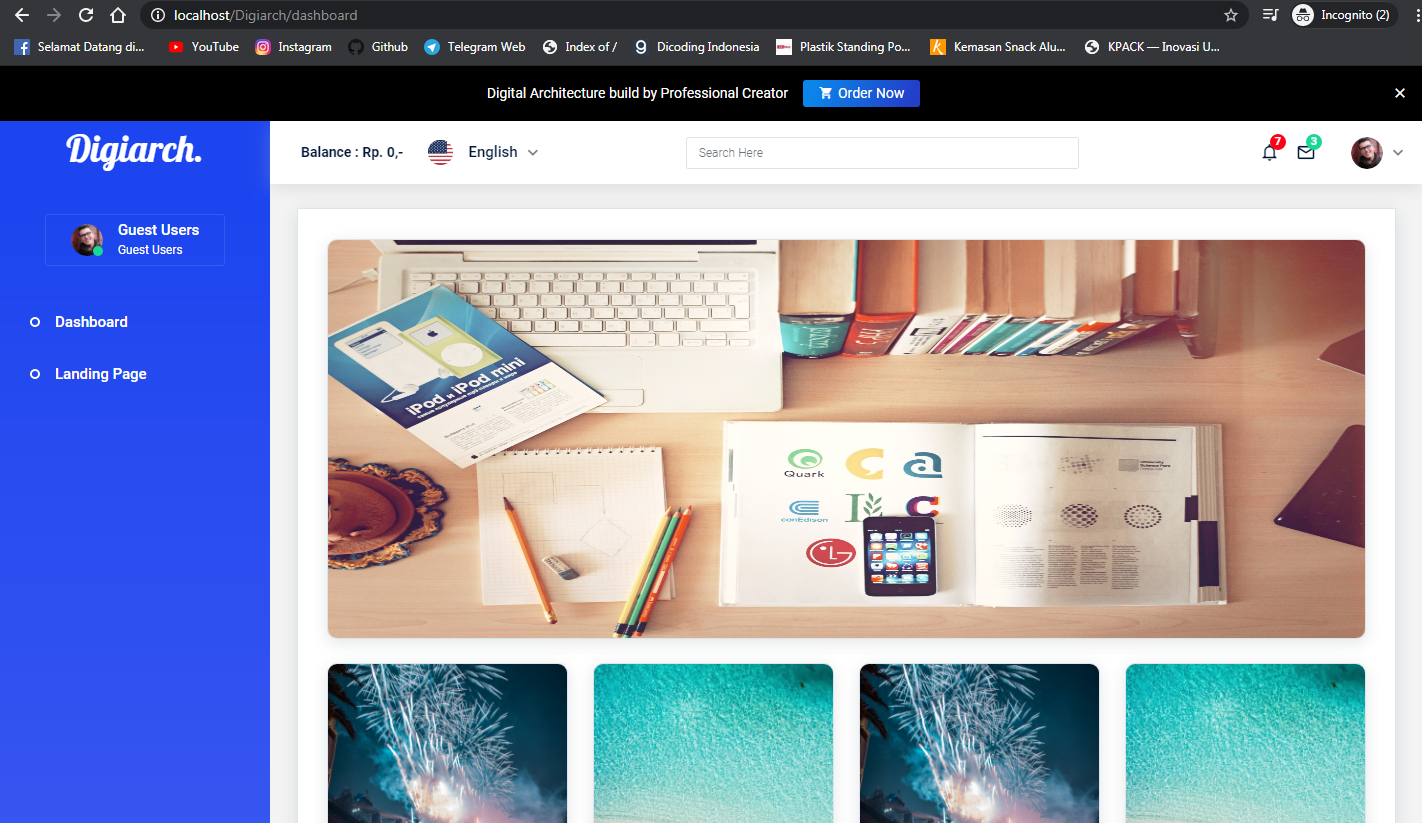 localhost/Digiarch/dashboard
Incognito (2)
Selamat Datang di...
YouTube
Instagram
Github
Telegram Web
Index of /
Dicoding Indonesia
Plastik Standing Po...
Kemasan Snack Alu...
KPACK — Inovasi U...
Digital Architecture build by Professional Creator
Order Now
Digiarch.
Balance : Rp. 0,-
English
Search Here
7
3
Guest Users
Guest Users
Dashboard
Landing Page
iPod и iPod mini
Quark
conEdison
LG